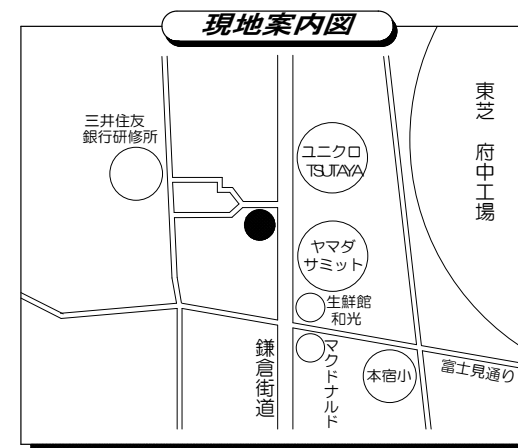 現地案内図
三井住友
銀行研修所
ユニクロ
TSUTAYA
東芝 府中工場
ヤマダ
サミット
生鮮館
和光
鎌倉街道
マクドナルド
本宿小
富士見通り